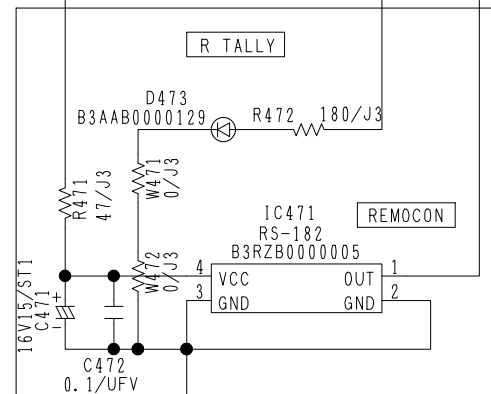 R TALLY
D473
B3AAB0000129
R472
180/J3
R471
47/J3
W471
0/J3
W472
0/J3
IC471
RS-182
B3RZB0000005
REMOCON
4
VCC
OUT
1
3
GND
GND
2
16V15/ST1
C471
+
-
C472
0.1/UFV